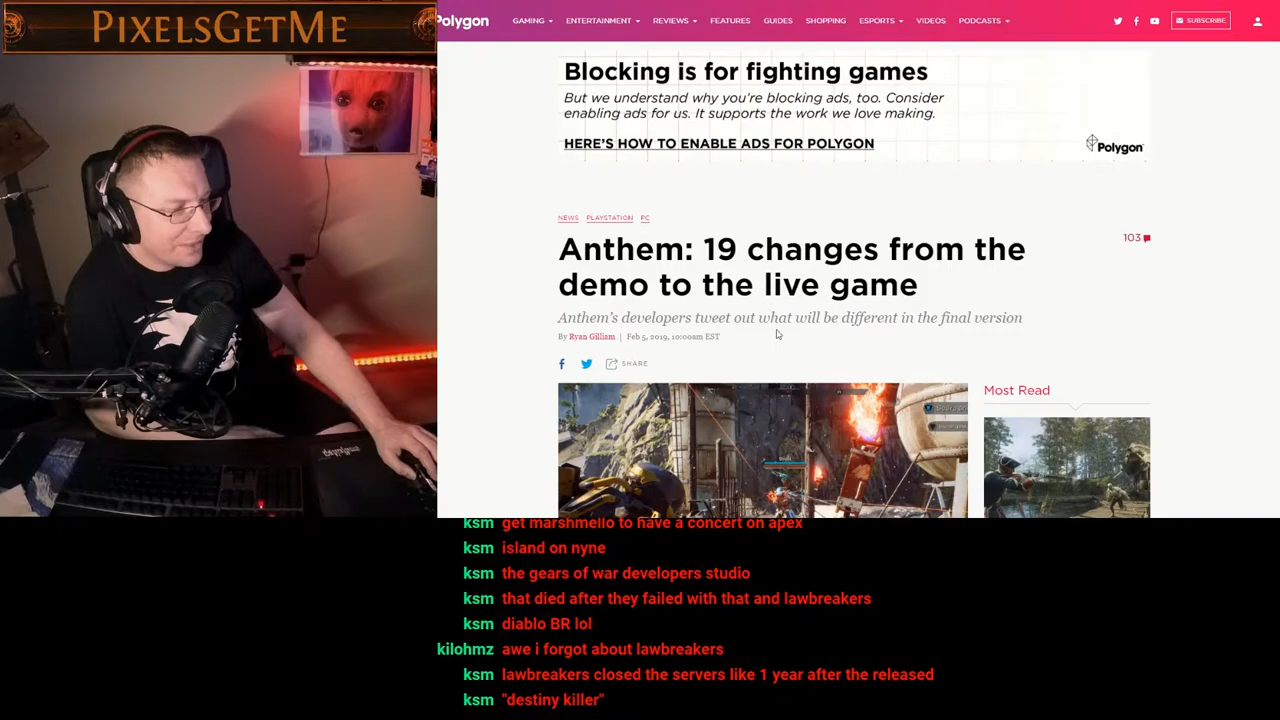 PIXELSGETME
Polygon
GAMING ENTERTAINMENT REVIEWS FEATURES GUIDES SHOPPING ESPORTS VIDEOS PODCASTS SUBSCRIBE
Blocking is for fighting games
But we understand why you're blocking ads, too. Consider
enabling ads for us. It supports the work we love making.
HERE'S HOW TO ENABLE ADS FOR POLYGON
Polygon
NEWS PLAYSTATION PC
Anthem: 19 changes from the
demo to the live game
103
Anthem's developers tweet out what will be different in the final version
By Ryan Gilliam | Feb 5, 2019, 10:00am EST
SHARE
Most Read
ksm get marshmello to have a concert on apex
ksm island on nyne
ksm the gears of war developers studio
ksm that died after they failed with that and lawbreakers
ksm diablo BR lol
kilohmz awe i forgot about lawbreakers
ksm lawbreakers closed the servers like 1 year after the released
ksm "destiny killer"